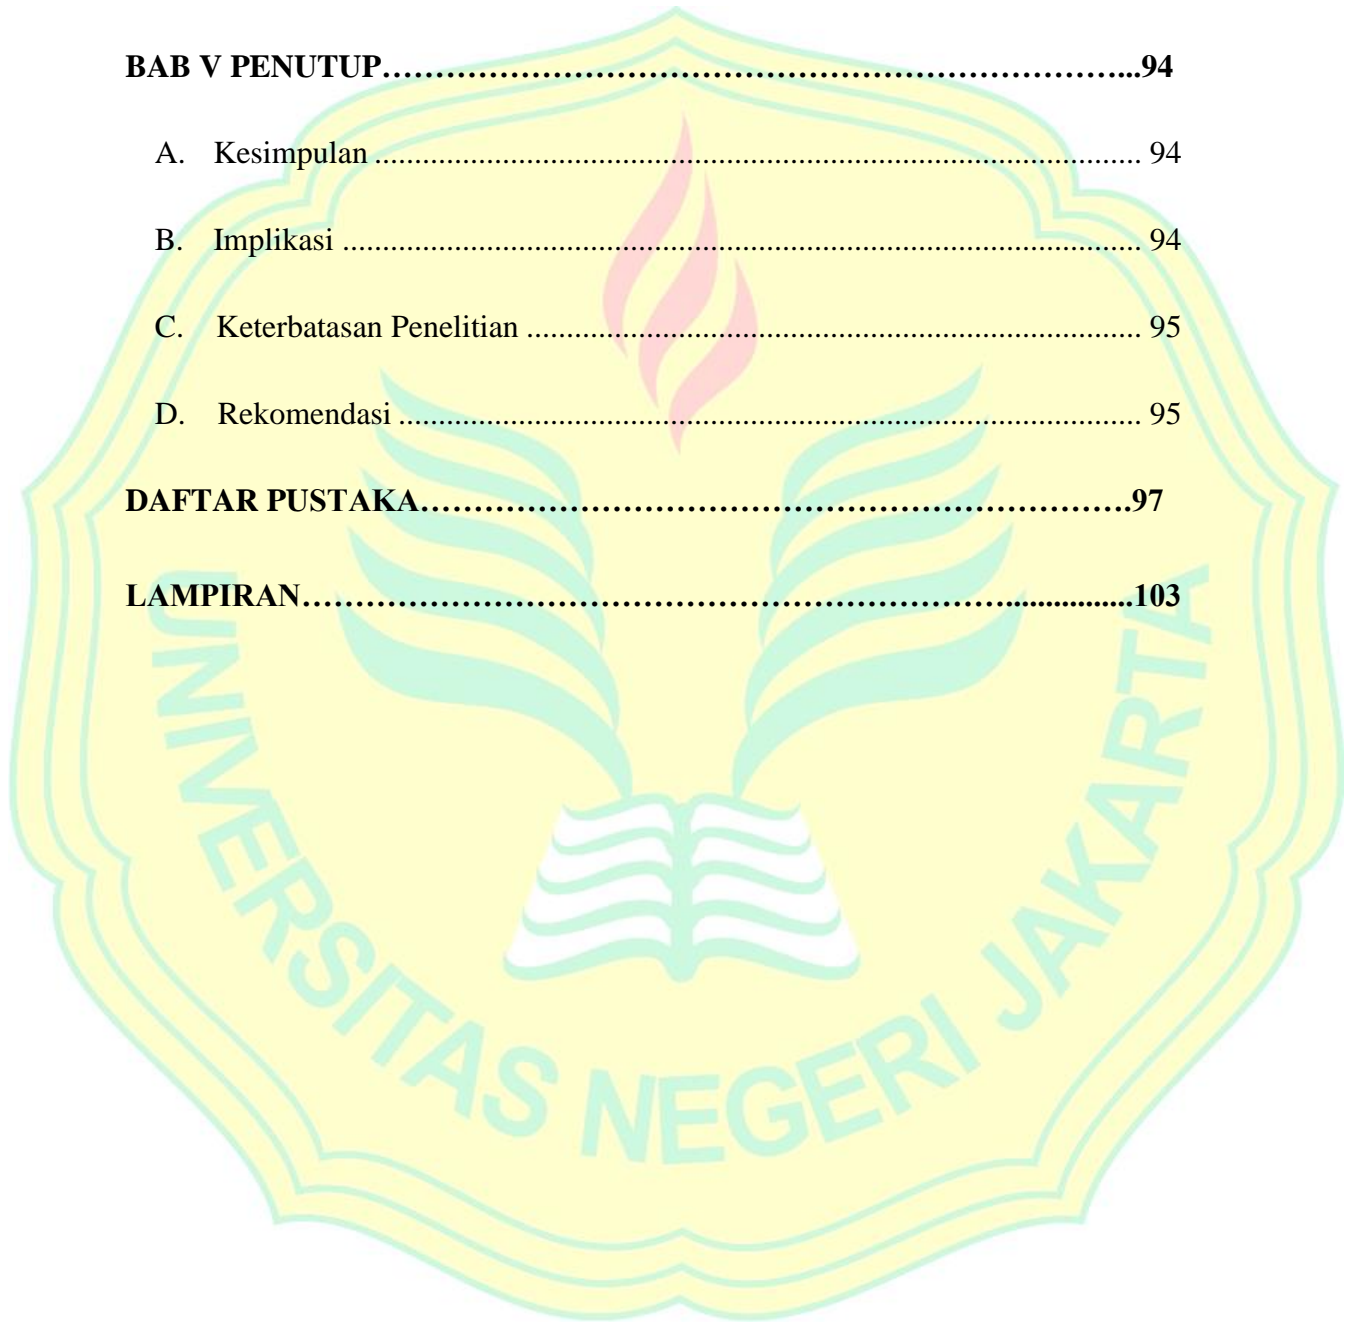 BAB V PENUTUP…………………………………………………………...94
A. Kesimpulan ................................................................................. 94
B. Implikasi .................................................................................... 94
C. Keterbatasan Penelitian ................................................................. 95
D. Rekomendasi .............................................................................. 95
DAFTAR PUSTAKA………………………………………………………….97
LAMPIRAN…………………………………………………………................103
UNIVERSITAS NEGERI JAKARTA